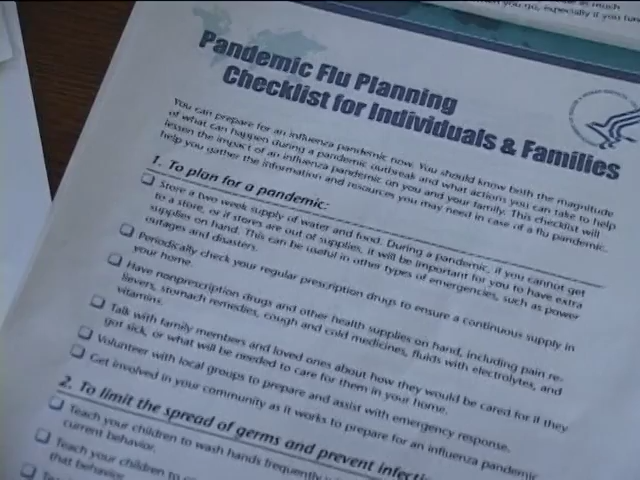 much
you go, especially if you
Pandemic Flu Planning
Checklist for Individuals & Families
You can prepare for an influenza pandemic now. You should know both the magnitude
of what can happen during a pandemic outbreak and what actions you can take to help
lessen the impact of an influenza pandemic on you and your family. This checklist will
help you gather the information and resources you may need in case of a flu pandemic.
1. To plan for a pandemic:
Store a two week supply of water and food. During a pandemic, if you cannot get
to a store, or if stores are out of supplies, it will be important for you to have extra
supplies on hand. This can be useful in other types of emergencies, such as power
outages and disasters.
Periodically check your regular prescription drugs to ensure a continuous supply in
your home.
Have nonprescription drugs and other health supplies on hand, including pain re-
lievers, stomach remedies, cough and cold medicines, fluids with electrolytes, and
vitamins.
Talk with family members and loved ones about how they would be cared for if they
got sick, or what will be needed to care for them in your home.
Volunteer with local groups to prepare and assist with emergency response.
Get involved in your community as it works to prepare for an influenza pandemic
2. To limit the spread of germs and prevent infecti
Teach your children to wash hands frequently
current behavior.
Teach your children to
that behavior.